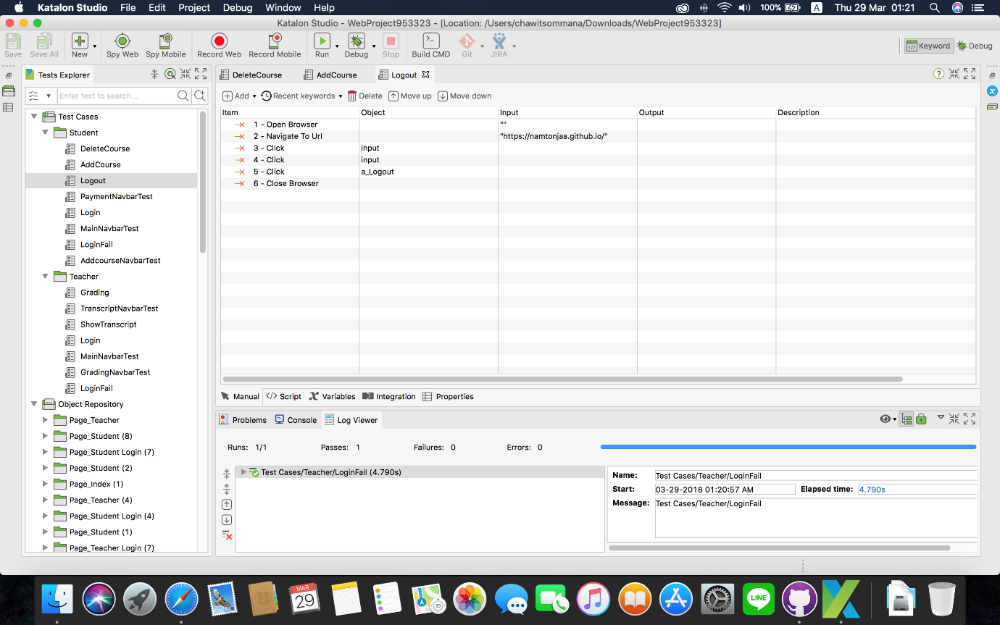 Katalon Studio File Edit Project Debug Window Help 100% A Thu 29 Mar 01:21
Katalon Studio - WebProject953323 - [Location: /Users/chawitsommana/Downloads/WebProject953323]
Save Save All New Spy Web Spy Mobile Record Web Record Mobile Run Debug Stop Build CMD Git JIRA Keyword Debug
Tests Explorer
Enter text to search...
Test Cases
Student
DeleteCourse
AddCourse
Logout
PaymentNavbarTest
Login
MainNavbarTest
LoginFail
AddcourseNavbarTest
Teacher
Grading
TranscriptNavbarTest
ShowTranscript
Login
MainNavbarTest
GradingNavbarTest
LoginFail
Object Repository
Page_Teacher
Page_Student (8)
Page_Student Login (7)
Page_Student (2)
Page_Index (1)
Page_Teacher (4)
Page_Student Login (4)
Page_Student (1)
Page_Teacher Login (7)
DeleteCourse AddCourse Logout
Add Recent keywords Delete Move up Move down
Item Object Input Output Description
1 - Open Browser ""
2 - Navigate To Url "https://namtonjaa.github.io/"
3 - Click input
4 - Click input
5 - Click a_Logout
6 - Close Browser
Manual Script Variables Integration Properties
Problems Console Log Viewer
Runs: 1/1 Passes: 1 Failures: 0 Errors: 0
Test Cases/Teacher/LoginFail (4.790s)
Name: Test Cases/Teacher/LoginFail
Start: 03-29-2018 01:20:57 AM Elapsed time: 4.790s
Message: Test Cases/Teacher/LoginFail
MAR
29
3D
LINE